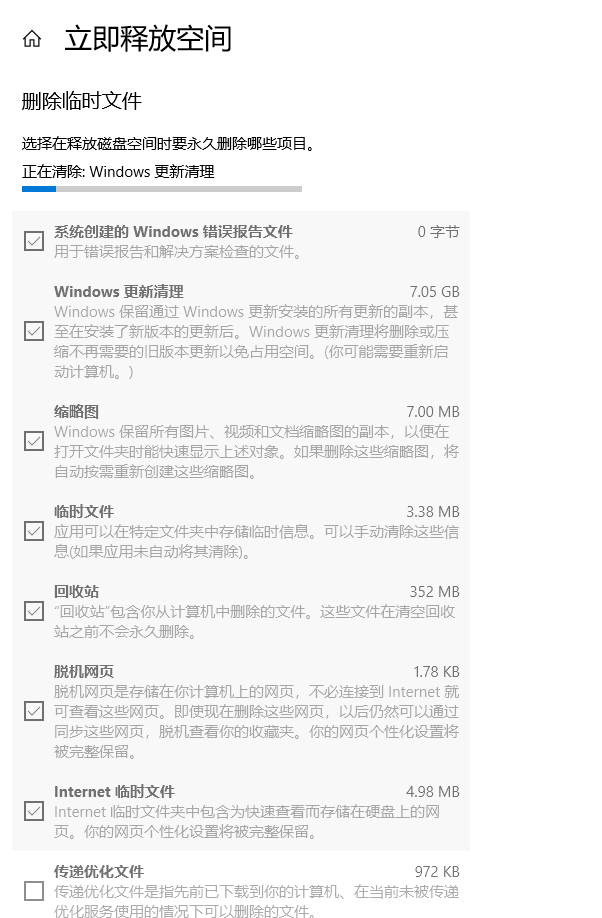 立即释放空间
删除临时文件
选择在释放磁盘空间时要永久删除哪些项目。
正在清除: Windows 更新清理
系统创建的 Windows 错误报告文件 0 字节
用于错误报告和解决方案检查的文件。
Windows 更新清理 7.05 GB
Windows 保留通过 Windows 更新安装的所有更新的副本，甚
至在安装了新版本的更新后。Windows 更新清理将删除或压
缩不再需要的旧版本更新以免占用空间。(你可能需要重新启
动计算机。)
缩略图 7.00 MB
Windows 保留所有图片、视频和文档缩略图的副本，以便在
打开文件夹时能快速显示上述对象。如果删除这些缩略图，将
自动按需重新创建这些缩略图。
临时文件 3.38 MB
应用可以在特定文件夹中存储临时信息。可以手动清除这些信
息(如果应用未自动将其清除)。
回收站 352 MB
“回收站”包含你从计算机中删除的文件。这些文件在清空回收
站之前不会永久删除。
脱机网页 1.78 KB
脱机网页是存储在你计算机上的网页，不必连接到 Internet 就
可查看这些网页。即使现在删除这些网页，以后仍然可以通过
同步这些网页，脱机查看你的收藏夹。你的网页个性化设置将
被完整保留。
Internet 临时文件 4.98 MB
Internet 临时文件夹中包含为快速查看而存储在硬盘上的网
页。你的网页个性化设置将被完整保留。
传递优化文件 972 KB
传递优化文件是指先前已下载到你的计算机、在当前未被传递
优化服务使用的情况下可以删除的文件。